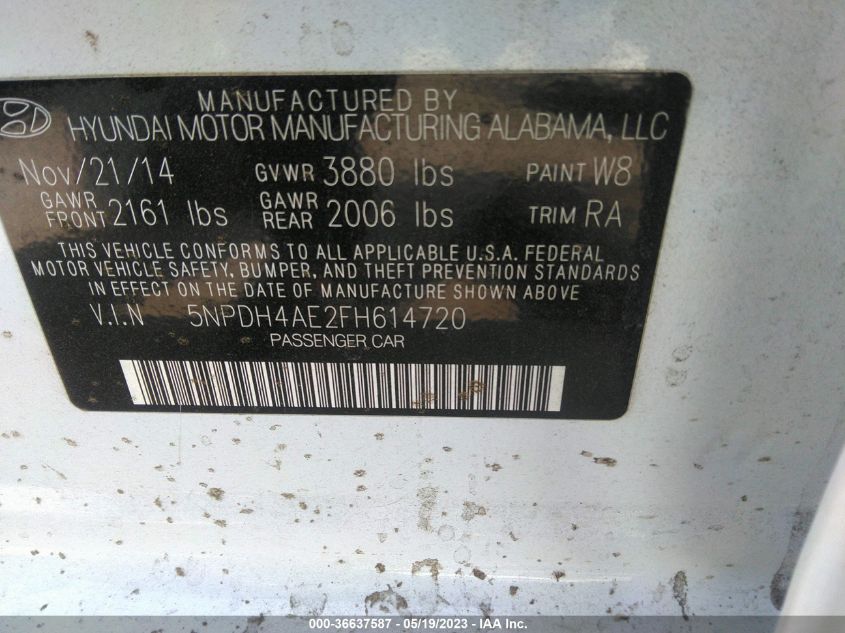 MANUFACTURED BY
HYUNDAI MOTOR MANUFACTURING ALABAMA, LLC
Nov/21/14 GVWR 3880 lbs PAINT W8
GAWR FRONT 2161 lbs GAWR REAR 2006 lbs TRIM RA
THIS VEHICLE CONFORMS TO ALL APPLICABLE U.S.A. FEDERAL
MOTOR VEHICLE SAFETY, BUMPER, AND THEFT PREVENTION STANDARDS
IN EFFECT ON THE DATE OF MANUFACTURE SHOWN ABOVE
V.I.N 5NPDH4AE2FH614720
PASSENGER CAR
000-36637587 - 05/19/2023 - IAA Inc.